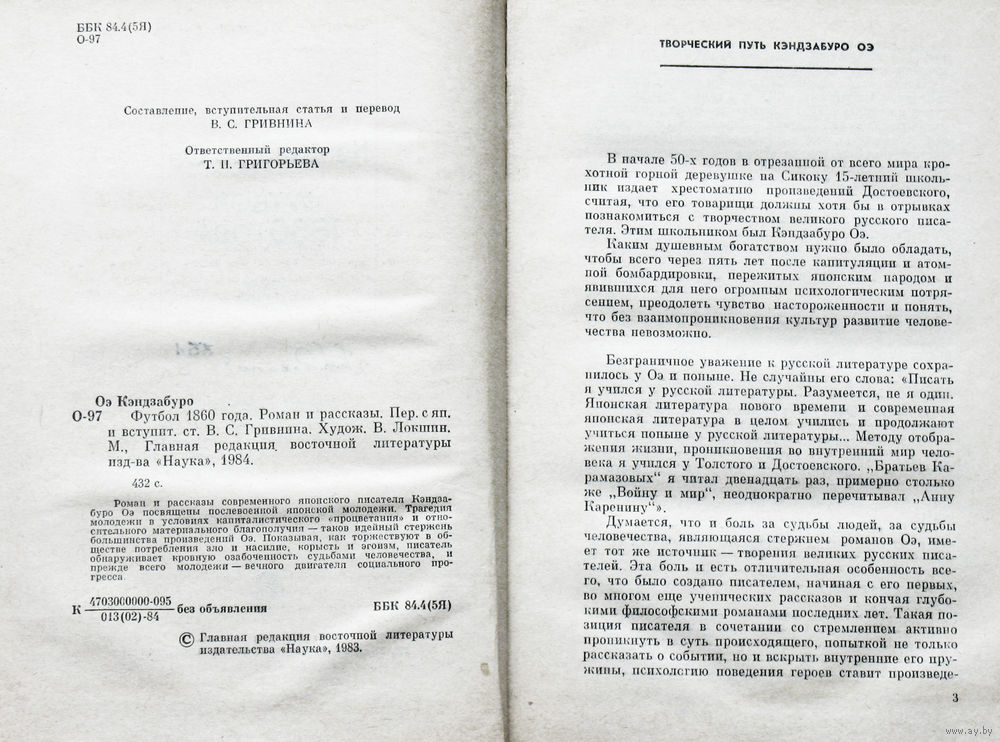 ББК 84.4(5Я)
О-97
Составление, вступительная статья и перевод
В. С. ГРИВНИНА
Ответственный редактор
Т. П. ГРИГОРЬЕВА
Оэ Кэндзабуро
О-97 Футбол 1860 года. Роман и рассказы. Пер. с яп.
и вступит. ст. В. С. Гривнина. Худож. В. Локшин.
М., Главная редакция восточной литературы
изд-ва «Наука», 1984.
432 с.
Роман и рассказы современного японского писателя Кэндза-
буро Оэ посвящены послевоенной японской молодежи. Трагедия
молодежи в условиях капиталистического «процветания» и отно-
сительного материального благополучия — таков идейный стержень
большинства произведений Оэ. Показывая, как торжествуют в об-
ществе потребления зло и насилие, корысть и эгоизм, писатель
обнаруживает кровную озабоченность судьбами человечества, и
прежде всего молодежи — вечного двигателя социального про-
гресса.
К 4703000000-095 без объявления ББК 84.4(5Я)
013(02)-84
© Главная редакция восточной литературы
издательства «Наука», 1983.
ТВОРЧЕСКИЙ ПУТЬ КЭНДЗАБУРО ОЭ
В начале 50-х годов в отрезанной от всего мира кро-
хотной горной деревушке на Сикоку 15-летний школь-
ник издает хрестоматию произведений Достоевского,
считая, что его товарищи должны хотя бы в отрывках
познакомиться с творчеством великого русского писа-
теля. Этим школьником был Кэндзабуро Оэ.
Каким душевным богатством нужно было обладать,
чтобы всего через пять лет после капитуляции и атом-
ной бомбардировки, пережитых японским народом и
явившихся для него огромным психологическим потря-
сением, преодолеть чувство настороженности и понять,
что без взаимопроникновения культур развитие челове-
чества невозможно.
Безграничное уважение к русской литературе сохра-
нилось у Оэ и поныне. Не случайны его слова: «Писать
я учился у русской литературы. Разумеется, не я один.
Японская литература нового времени и современная
японская литература в целом учились и продолжают
учиться поныне у русской литературы... Методу отобра-
жения жизни, проникновения во внутренний мир чело-
века я учился у Толстого и Достоевского. „Братьев Ка-
рамазовых“ я читал двенадцать раз, примерно столько
же „Войну и мир“, неоднократно перечитывал „Анну
Каренину“».
Думается, что и боль за судьбы людей, за судьбы
человечества, являющаяся стержнем романов Оэ, име-
ет тот же источник — творения великих русских писа-
телей. Эта боль и есть отличительная особенность все-
го, что было создано писателем, начиная с его первых,
во многом еще ученических рассказов и кончая глубо-
кими философскими романами последних лет. Такая по-
зиция писателя в сочетании со стремлением активно
проникнуть в суть происходящего, попыткой не только
рассказать о событии, но и вскрыть внутренние его пру-
жины, психологию поведения героев ставит произведе-
3
www.ay.by